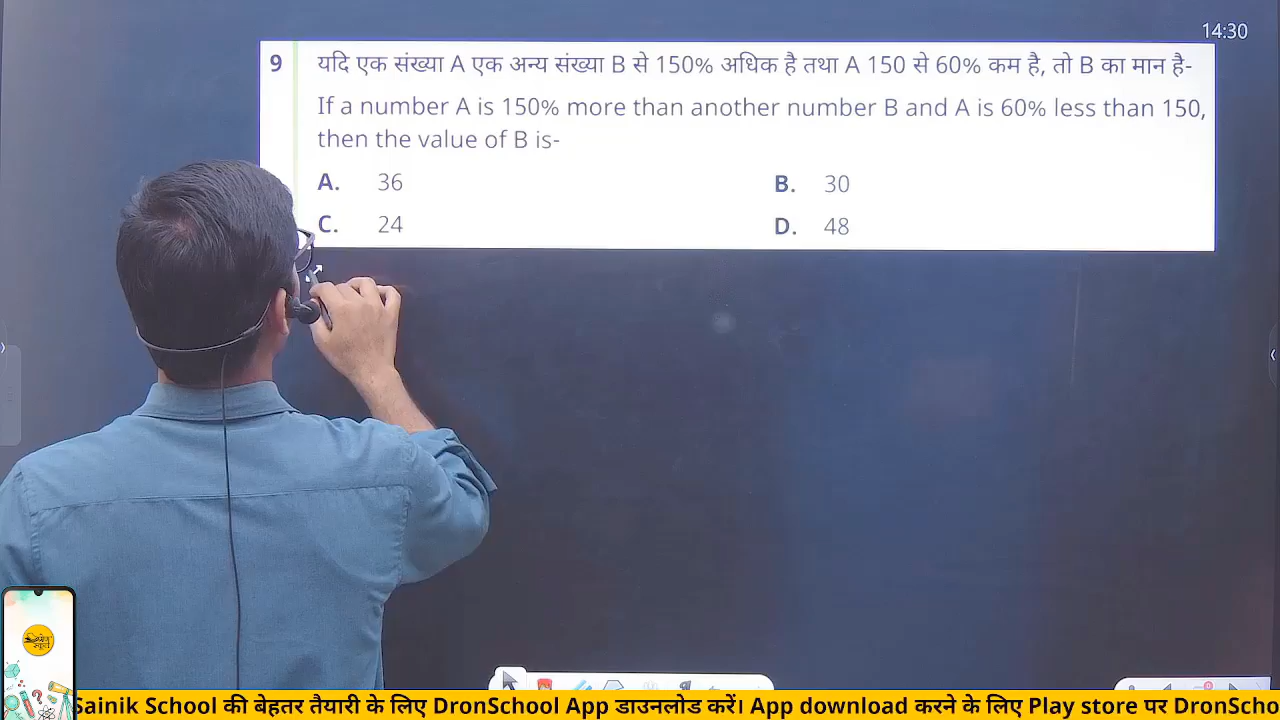 14:30
9 यदि एक संख्या A एक अन्य संख्या B से 150% अधिक है तथा A 150 से 60% कम है, तो B का मान है-
If a number A is 150% more than another number B and A is 60% less than 150,
then the value of B is-
A. 36
B. 30
C. 24
D. 48
Sainik School की बेहतर तैयारी के लिए DronSchool App डाउनलोड करें। App download करने के लिए Play store पर DronScho